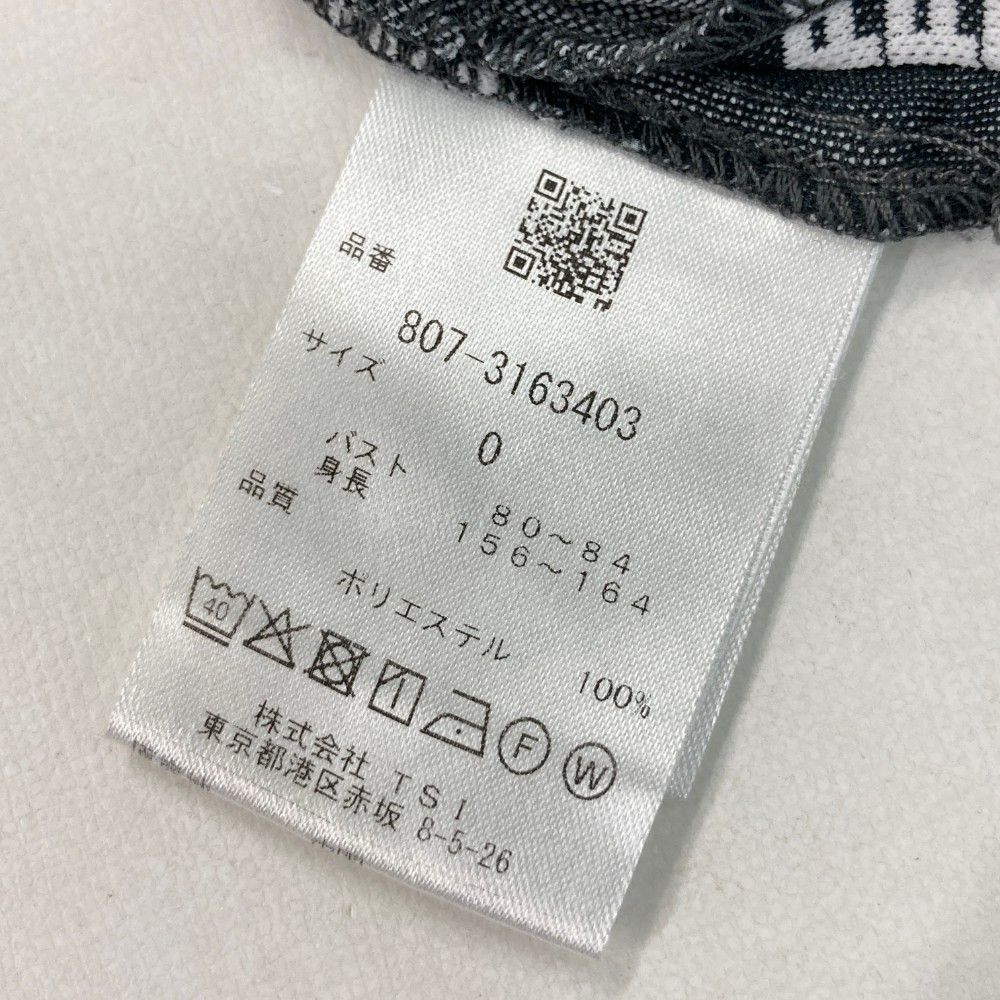 品番
807-3163403
サイズ
0
バスト 80～84
身長 156～164
品質
ポリエステル 100%
40
F W
株式会社 TSI
東京都港区赤坂 8-5-26